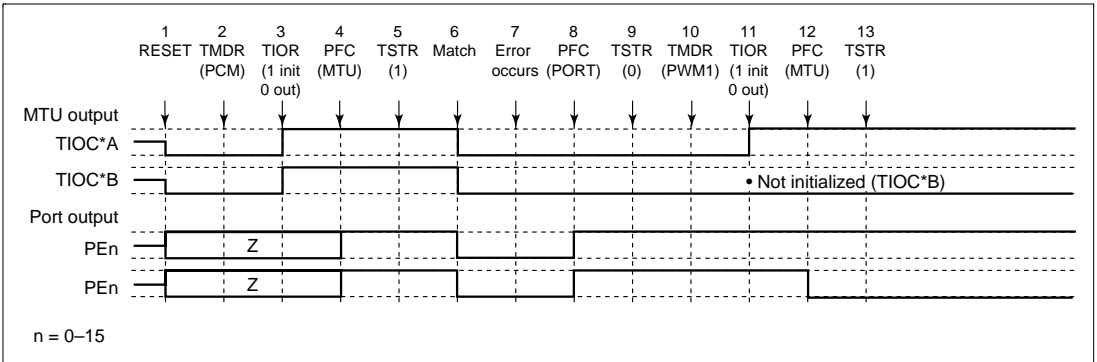 1 2 3 4 5 6 7 8 9 10 11 12 13
RESET TMDR TIOR PFC TSTR Match Error PFC TSTR TMDR TIOR PFC TSTR
(PCM) (1 init (MTU) (1) occurs (PORT) (0) (PWM1) (1 init (MTU) (1)
0 out) 0 out)
MTU output
TIOC*A
TIOC*B
• Not initialized (TIOC*B)
Port output
PEn Z
PEn Z
n = 0–15